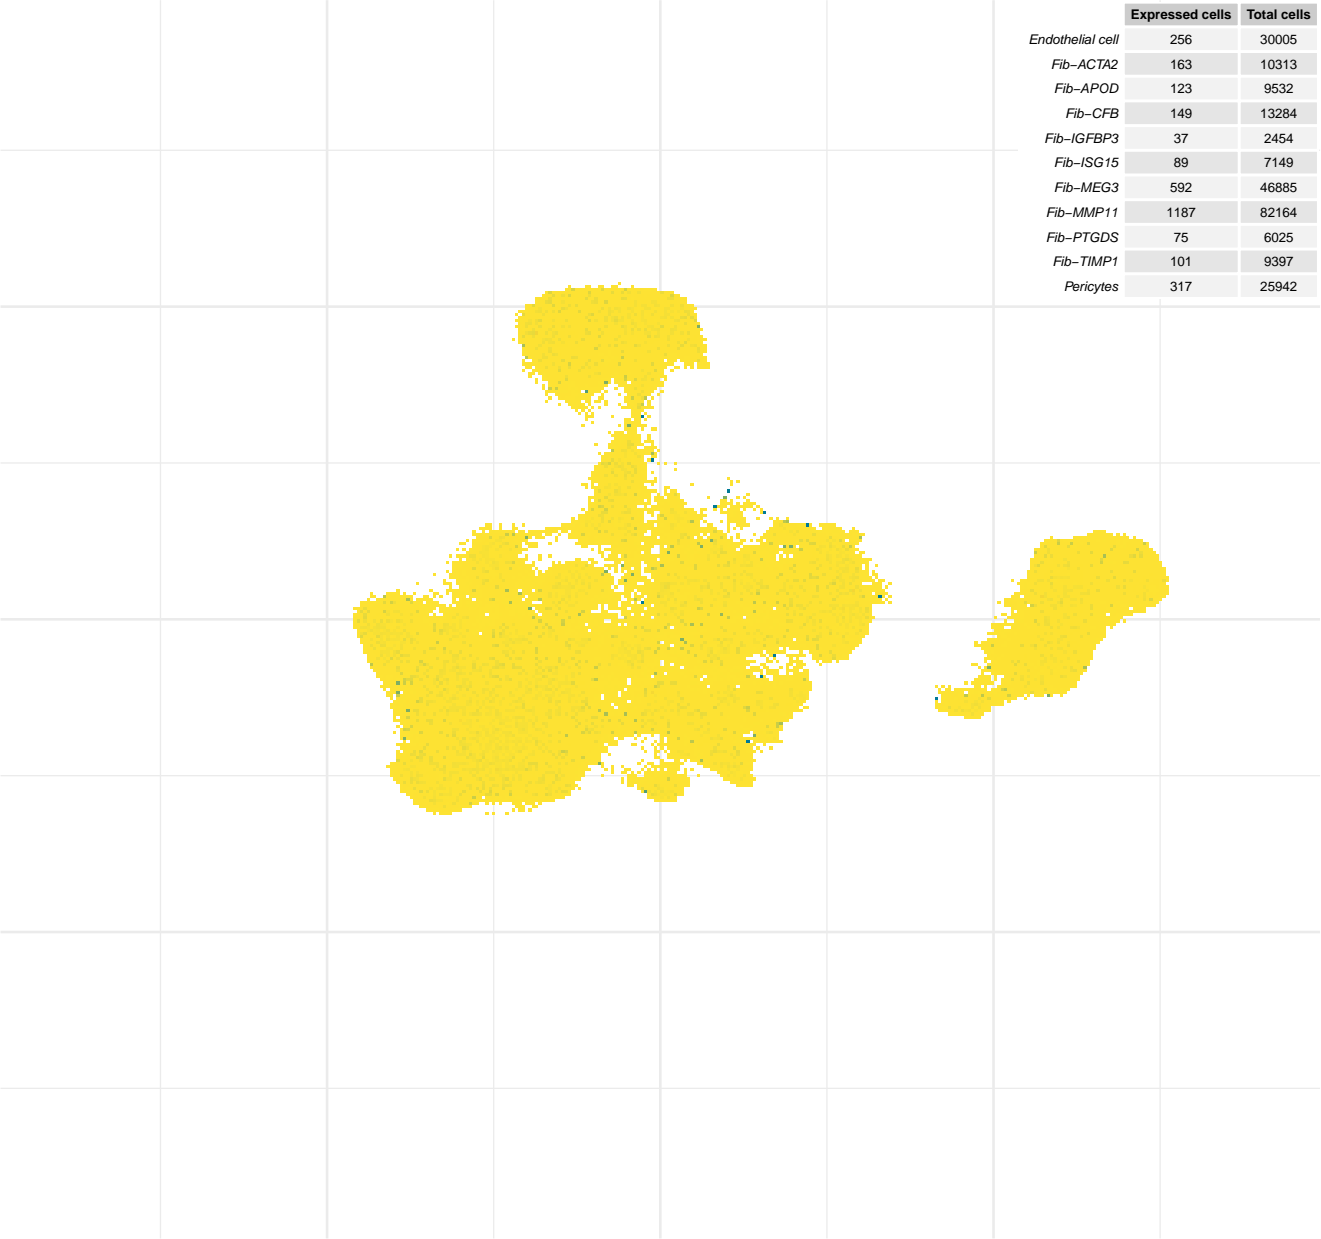 Expressed cells Total cells
Endothelial cell 256 30005
Fib−ACTA2 163 10313
Fib−APOD 123 9532
Fib−CFB 149 13284
Fib−IGFBP3 37 2454
Fib−ISG15 89 7149
Fib−MEG3 592 46885
Fib−MMP11 1187 82164
Fib−PTGDS 75 6025
Fib−TIMP1 101 9397
Pericytes 317 25942